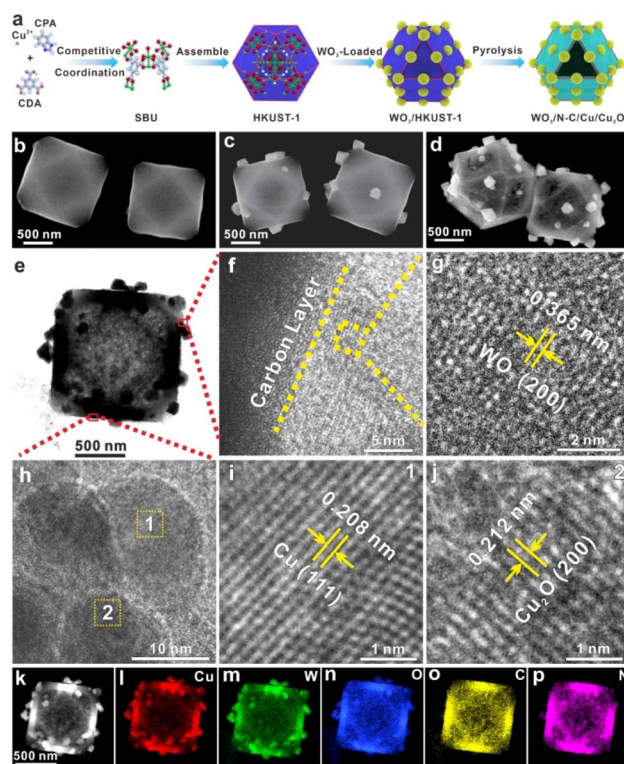 a
CPA
Cu²⁺
+
CDA
Competitive
Coordination
SBU
Assemble
HKUST-1
WO₃-Loaded
WO₃/HKUST-1
Pyrolysis
WO₃/N-C/Cu/Cu₂O
b
500 nm
c
500 nm
d
500 nm
e
500 nm
f
Carbon Layer
5 nm
g
0.365 nm
WO (200)
2 nm
h
1
2
10 nm
i
1
0.208 nm
Cu (111)
1 nm
j
2
0.212 nm
Cu₂O (200)
1 nm
k
500 nm
l
Cu
m
W
n
O
o
C
p
N